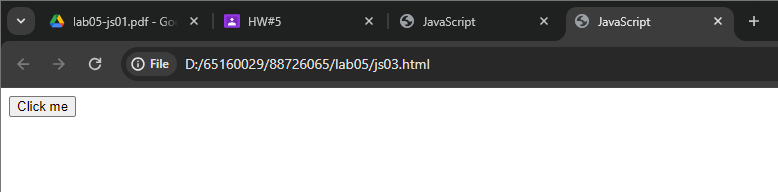 lab05-js01.pdf - Go
HW#5
JavaScript
JavaScript
File D:/65160029/88726065/lab05/js03.html
Click me